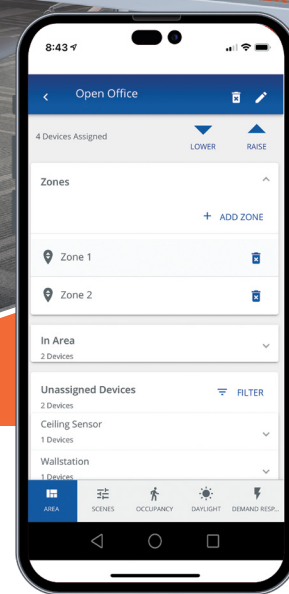 8:43
Open Office
4 Devices Assigned
LOWER
RAISE
Zones
+ ADD ZONE
Zone 1
Zone 2
In Area
2 Devices
Unassigned Devices
2 Devices
FILTER
Ceiling Sensor
1 Devices
Wallstation
1 Devices
AREA
SCENES
OCCUPANCY
DAYLIGHT
DEMAND RESP...